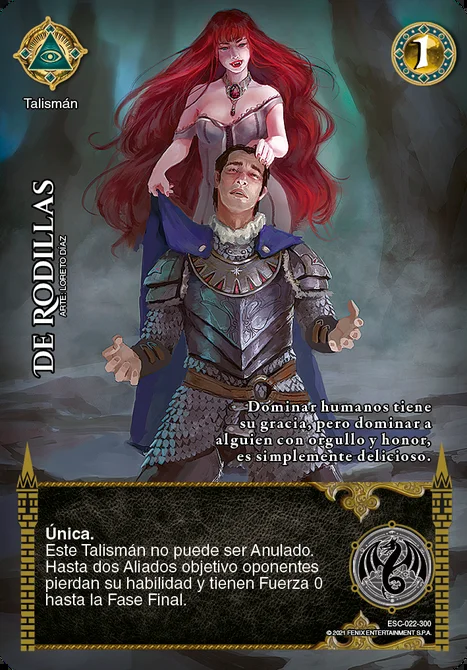 1
Talismán
DE RODILLAS
ARTE: LORETO DÍAZ
Dominar humanos tiene
su gracia, pero dominar a
alguien con orgullo y honor,
es simplemente delicioso.
Única.
Este Talismán no puede ser Anulado.
Hasta dos Aliados objetivo oponentes
pierdan su habilidad y tienen Fuerza 0
hasta la Fase Final.
ESC-022-300
© 2021 FENIX ENTERTAINMENT S.P.A.